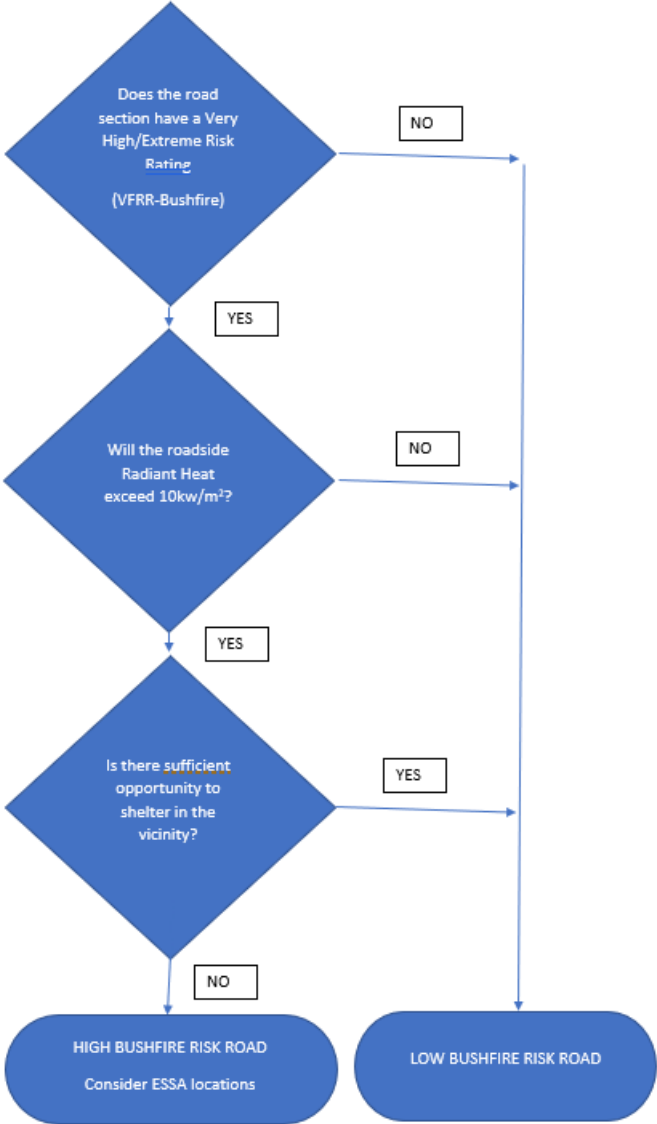 Does the road
section have a Very
High/Extreme Risk
Rating
(VFRR-Bushfire)
NO
YES
Will the roadside
Radiant Heat
exceed 10kw/m²?
NO
YES
Is there sufficient
opportunity to
shelter in the
vicinity?
YES
NO
HIGH BUSHFIRE RISK ROAD
Consider ESSA locations
LOW BUSHFIRE RISK ROAD